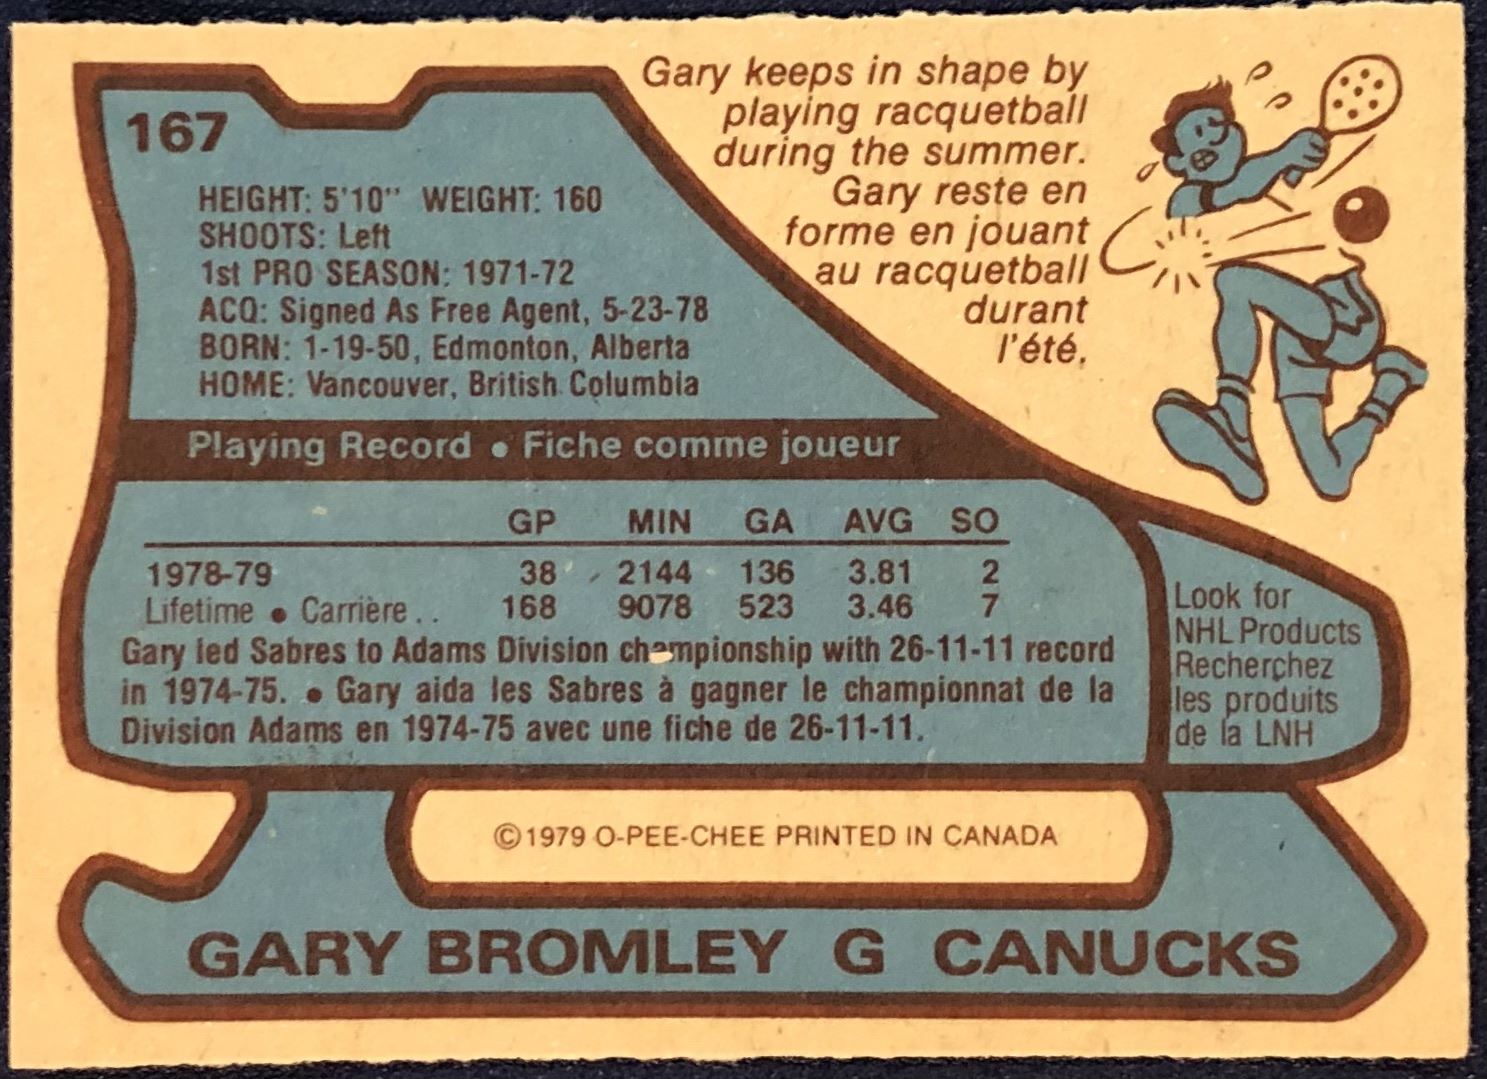 167
HEIGHT: 5'10" WEIGHT: 160
SHOOTS: Left
1st PRO SEASON: 1971-72
ACQ: Signed As Free Agent, 5-23-78
BORN: 1-19-50, Edmonton, Alberta
HOME: Vancouver, British Columbia
Gary keeps in shape by
playing racquetball
during the summer.
Gary reste en
forme en jouant
au racquetball
durant
l'été.
Playing Record • Fiche comme joueur
GP MIN GA AVG SO
1978-79 38 2144 136 3.81 2
Lifetime • Carrière.. 168 9078 523 3.46 7
Gary led Sabres to Adams Division championship with 26-11-11 record
in 1974-75. • Gary aida les Sabres à gagner le championnat de la
Division Adams en 1974-75 avec une fiche de 26-11-11.
Look for
NHL Products
Recherchez
les produits
de la LNH
©1979 O-PEE-CHEE PRINTED IN CANADA
GARY BROMLEY G CANUCKS